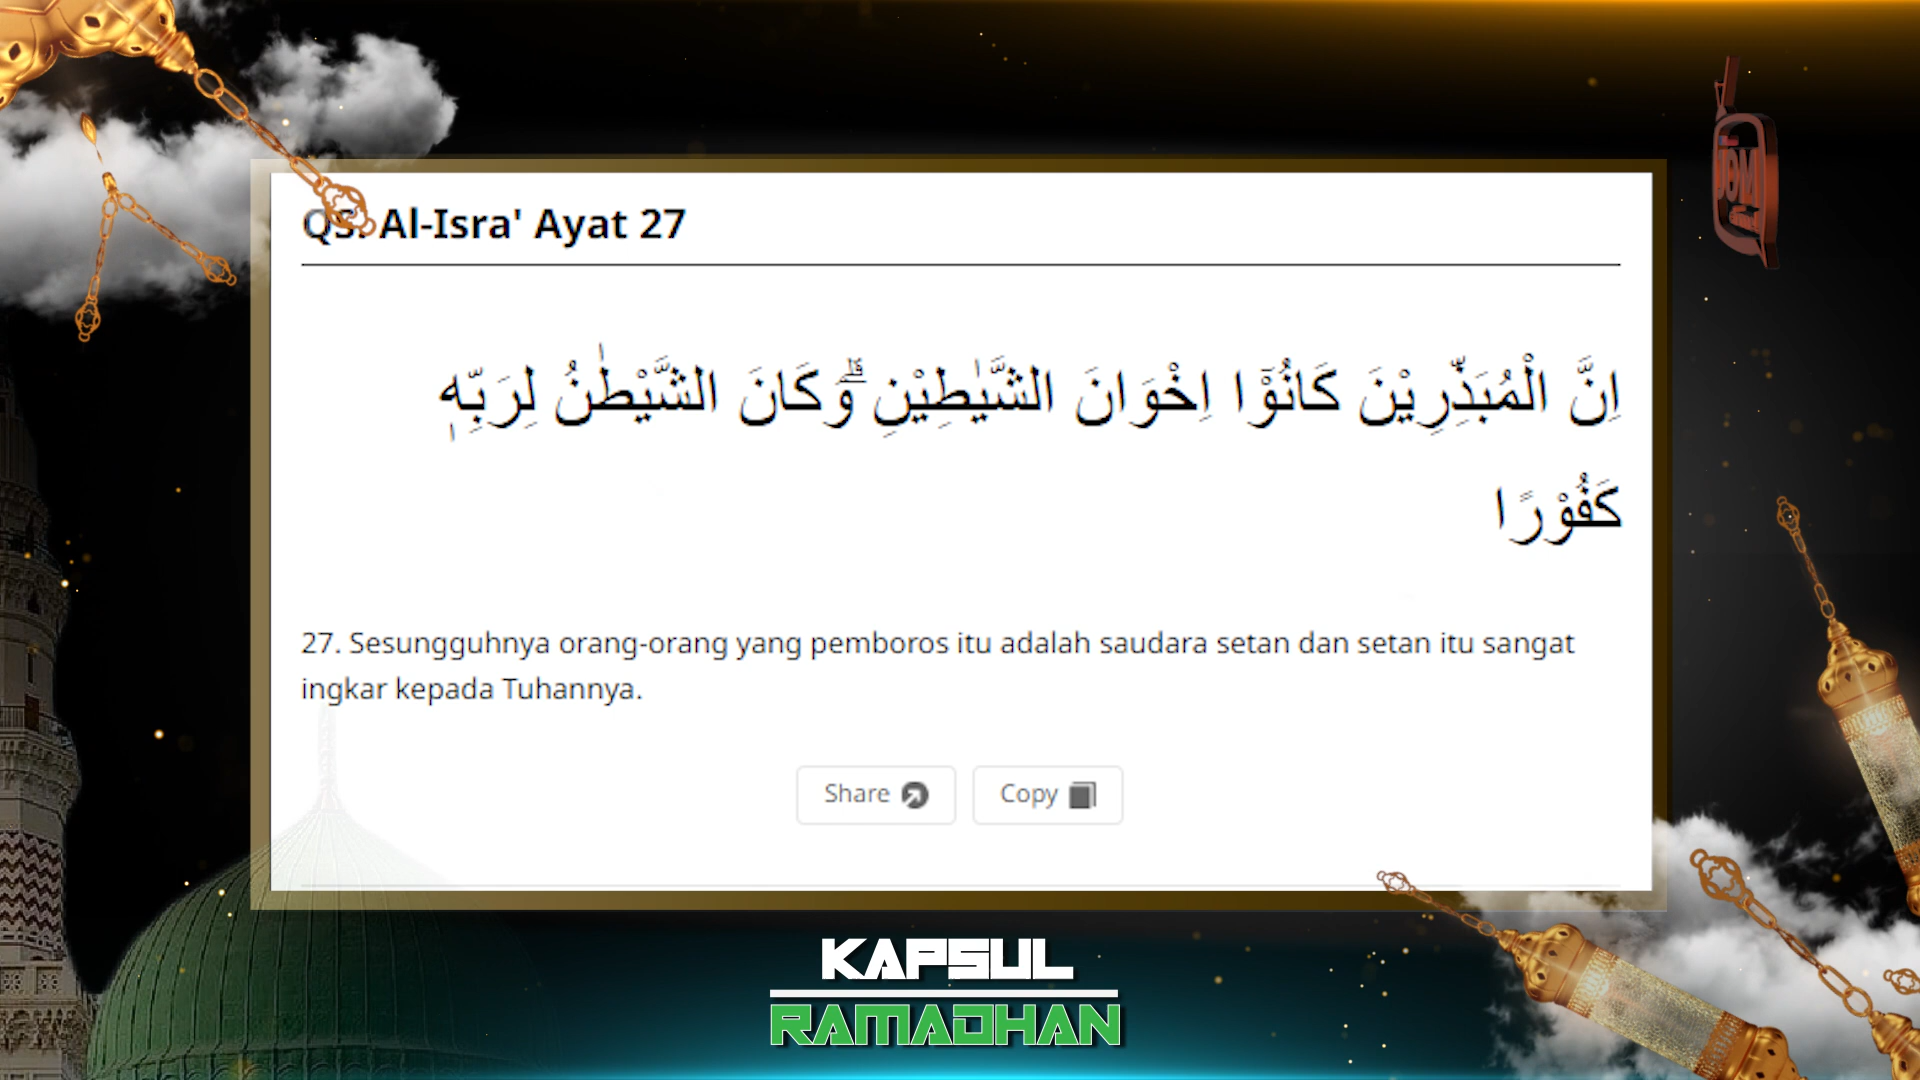 QS. Al-Isra' Ayat 27
اِنَّ الْمُبَذِّرِيْنَ كَانُوْٓا اِخْوَانَ الشَّيٰطِيْنِ ۗوَكَانَ الشَّيْطٰنُ لِرَبِّهٖ
كَفُوْرًا
27. Sesungguhnya orang-orang yang pemboros itu adalah saudara setan dan setan itu sangat
ingkar kepada Tuhannya.
Share
Copy
KAPSUL
RAMADHAN